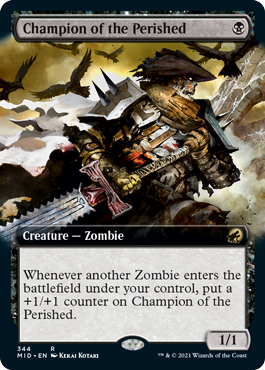 Champion of the Perished
Creature — Zombie
Whenever another Zombie enters the
battlefield under your control, put a
+1/+1 counter on Champion of the
Perished.
1/1
344 R
MID • EN KEKAI KOTAKI
™ & © 2021 Wizards of the Coast